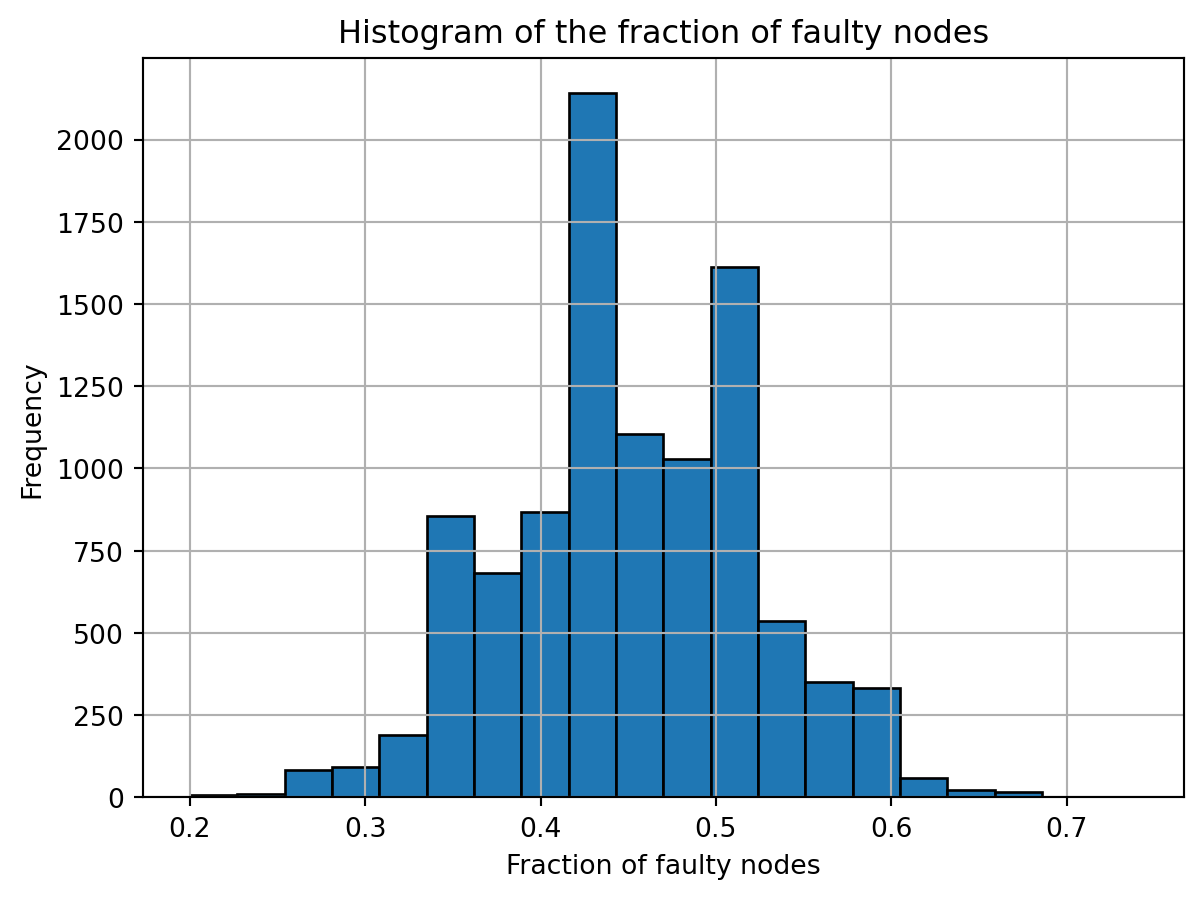 Histogram of the fraction of faulty nodes
2000
1750
1500
1250
1000
750
500
250
0
Frequency
0.2 0.3 0.4 0.5 0.6 0.7
Fraction of faulty nodes